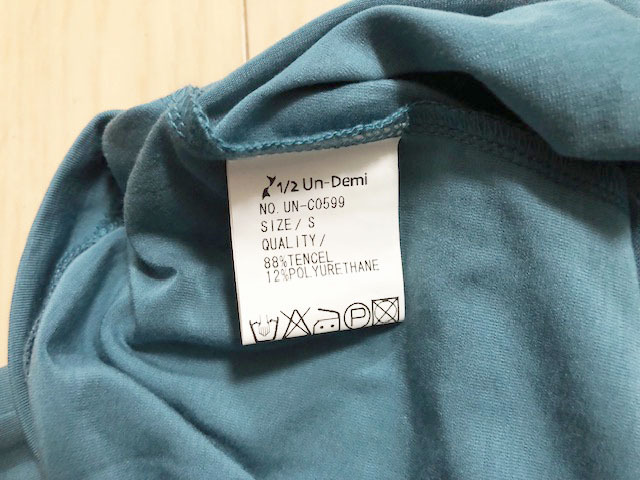 1/2 Un-Demi
NO. UN-C0599
SIZE/ S
QUALITY/
88%TENCEL
12%POLYURETHANE
P